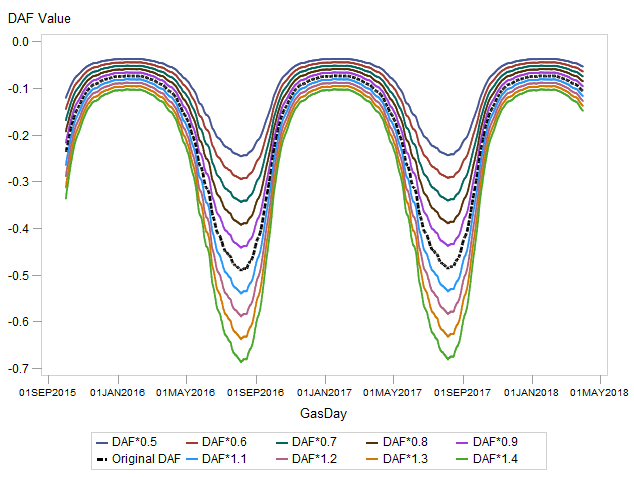 DAF Value
0.0
-0.1
-0.2
-0.3
-0.4
-0.5
-0.6
-0.7
01SEP2015 01JAN2016 01MAY2016 01SEP2016 01JAN2017 01MAY2017 01SEP2017 01JAN2018 01MAY2018
GasDay
DAF*0.5 DAF*0.6 DAF*0.7 DAF*0.8 DAF*0.9
Original DAF DAF*1.1 DAF*1.2 DAF*1.3 DAF*1.4